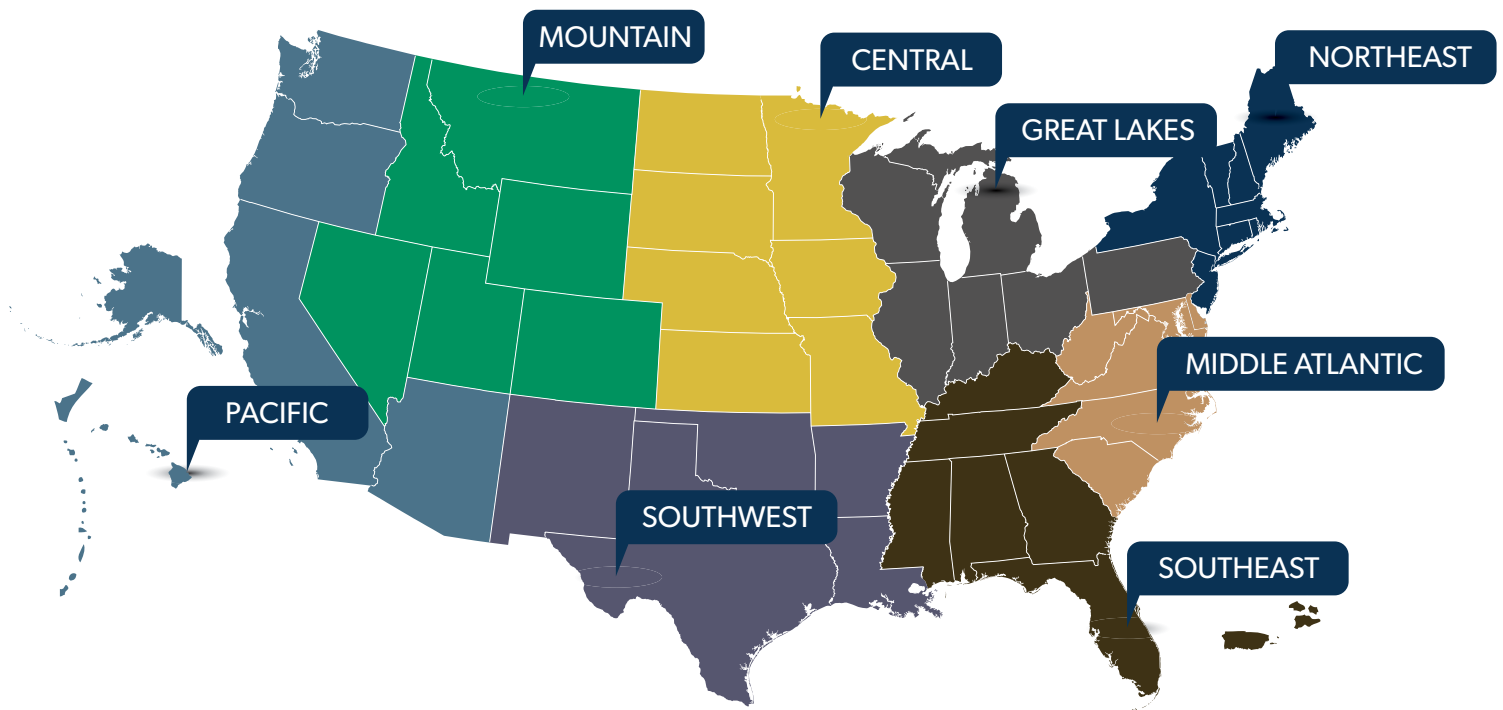 MOUNTAIN
CENTRAL
NORTHEAST
GREAT LAKES
MIDDLE ATLANTIC
PACIFIC
SOUTHWEST
SOUTHEAST